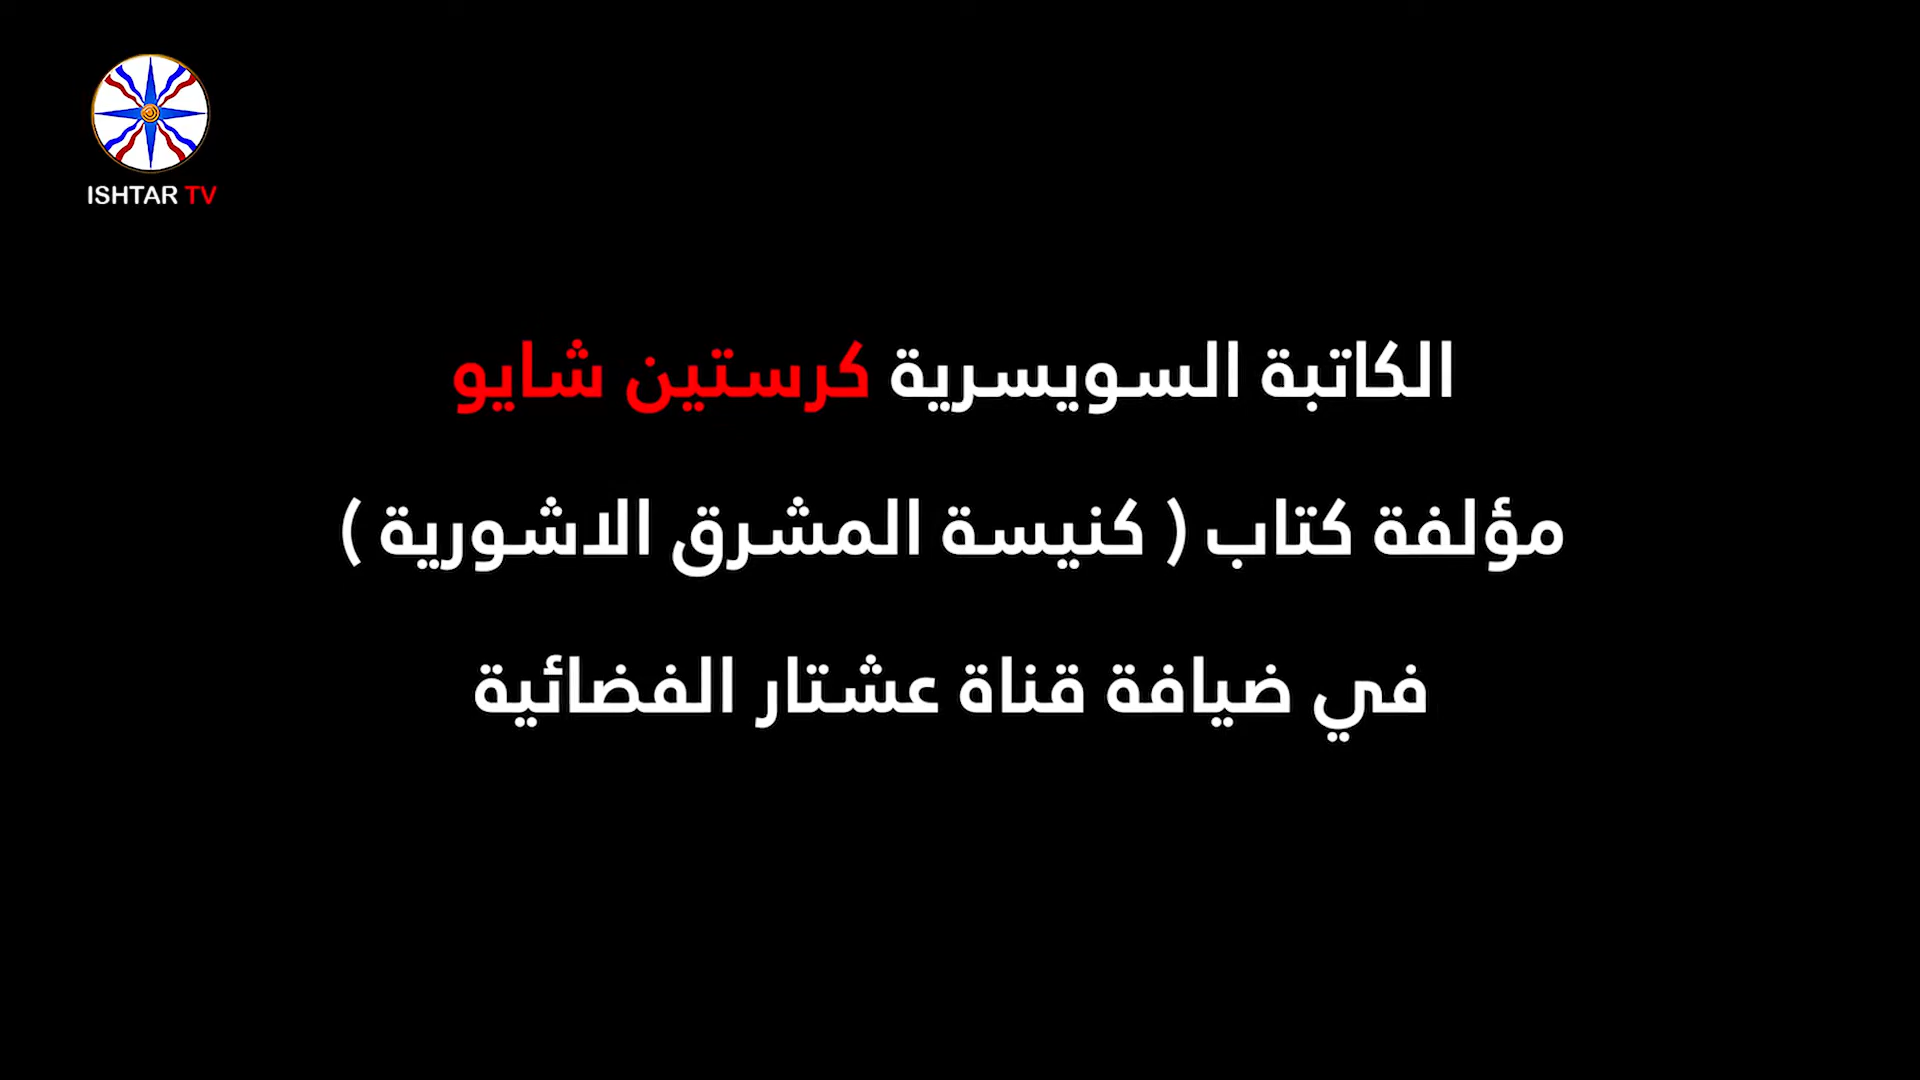 ISHTAR TV
الكاتبة السويسرية كرستين شايو
مؤلفة كتاب ( كنيسة المشرق الاشورية )
في ضيافة قناة عشتار الفضائية